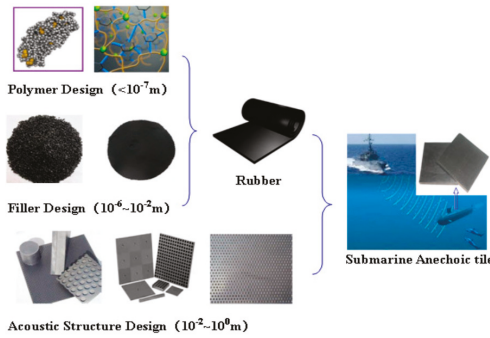 Polymer Design (<10⁻⁷m)
Filler Design (10⁻⁶~10⁻²m)
Rubber
Acoustic Structure Design (10⁻²~10⁰m)
Submarine Anechoic tile